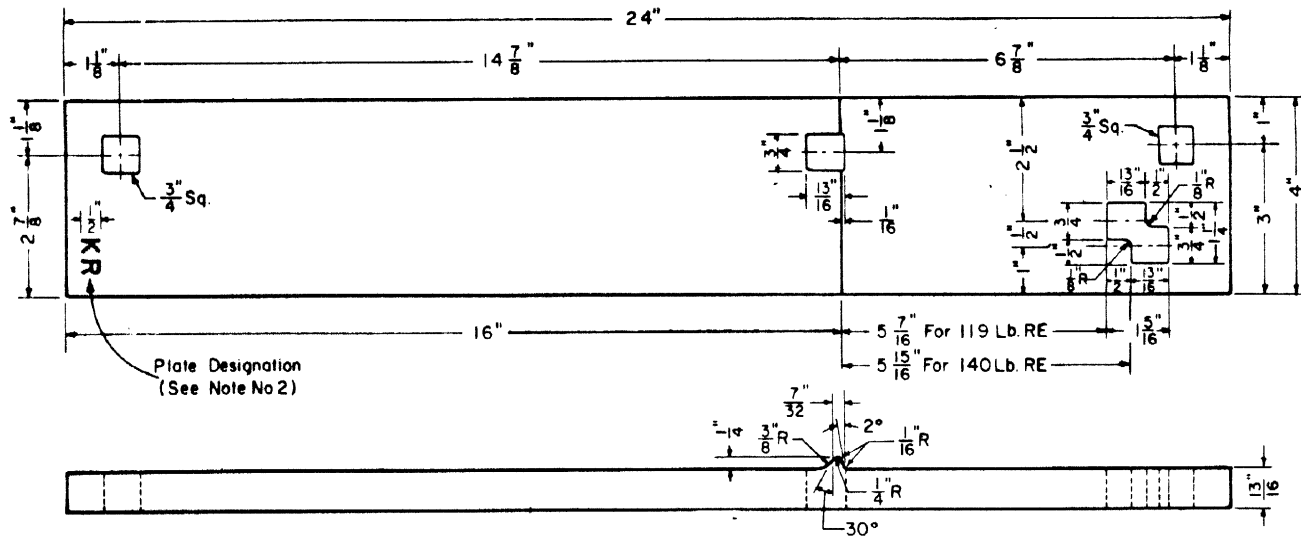 24"
1 1/8"
14 7/8"
6 7/8"
1 1/8"
1 1/8"
2 7/8"
3/4" Sq.
1/2"
KR
3/4"
13/16"
1/16"
1 1/8"
2 1/2"
1/2"
1"
3/4" Sq.
13/16"
1/2"
1/8" R
3/4"
1/2"
1/2"
3/4"
1 1/4"
1/8" R
1/2"
13/16"
1"
3"
4"
16"
5 7/16" For 119 Lb. RE
1 5/16"
5 15/16" For 140 Lb. RE
Plate Designation
(See Note No 2)
7/32"
2°
1/4"
3/8" R
1/16" R
1/4" R
30°
13/16"